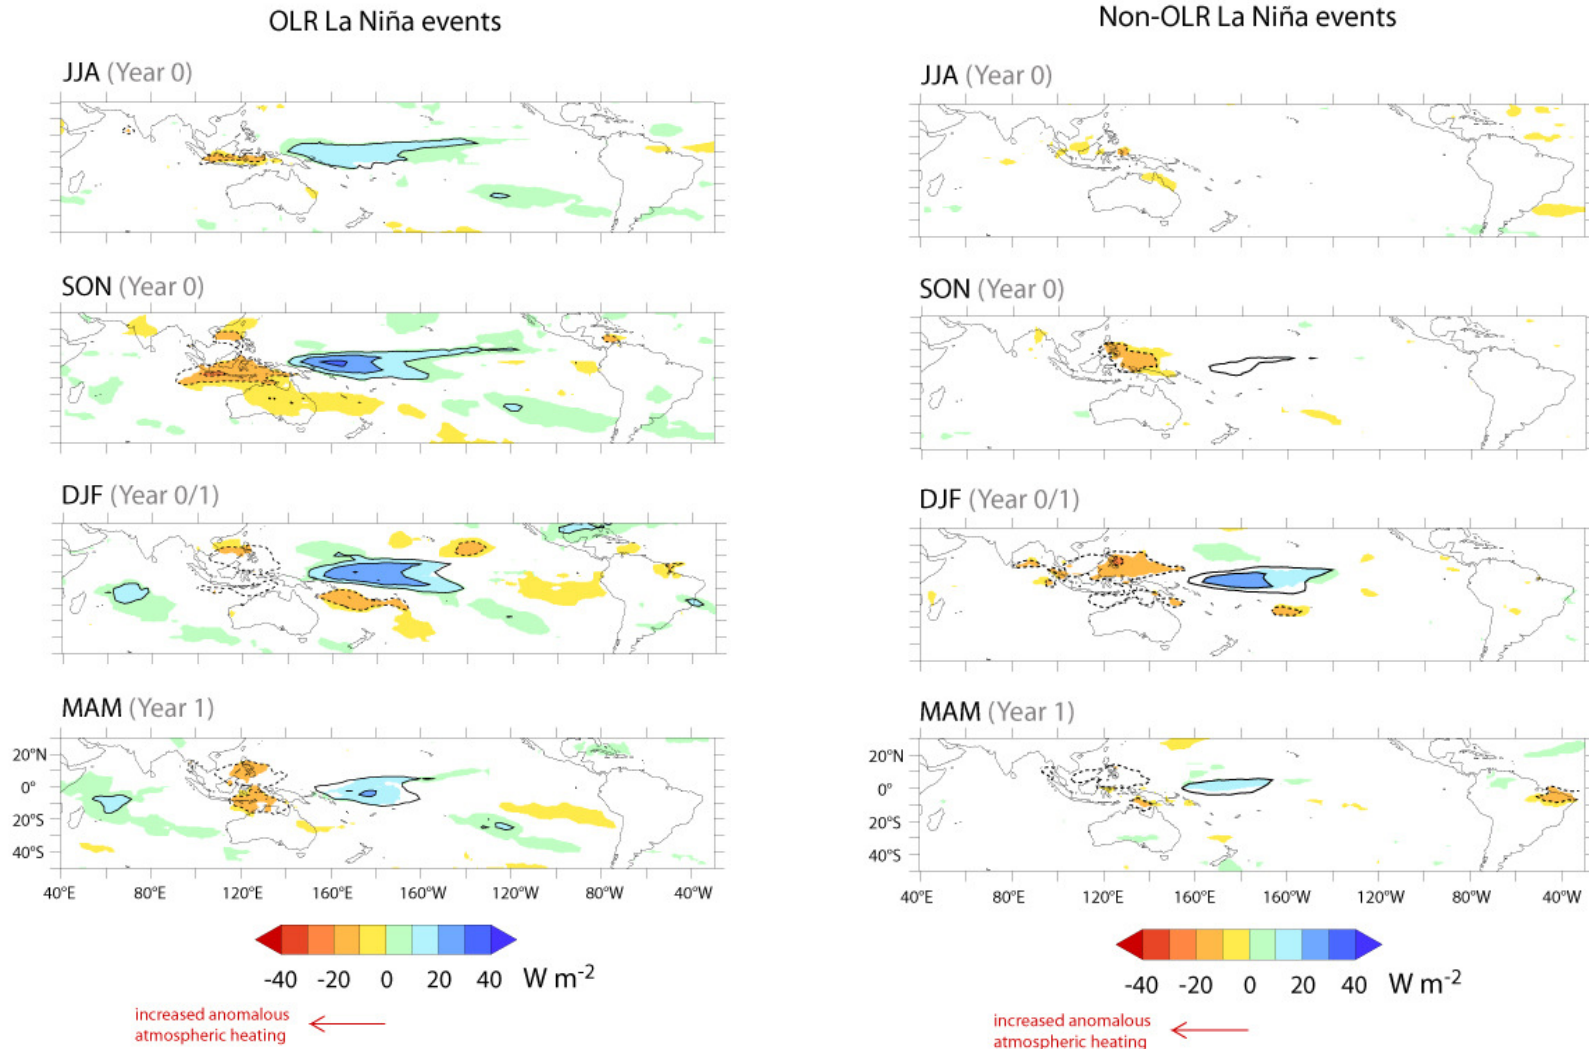 OLR La Niña events
JJA (Year 0)
SON (Year 0)
DJF (Year 0/1)
MAM (Year 1)
20°N
0°
20°S
40°S
40°E 80°E 120°E 160°E 160°W 120°W 80°W 40°W
-40 -20 0 20 40 W m-2
increased anomalous
atmospheric heating
Non-OLR La Niña events
JJA (Year 0)
SON (Year 0)
DJF (Year 0/1)
MAM (Year 1)
20°N
0°
20°S
40°S
40°E 80°E 120°E 160°E 160°W 120°W 80°W 40°W
-40 -20 0 20 40 W m-2
increased anomalous
atmospheric heating